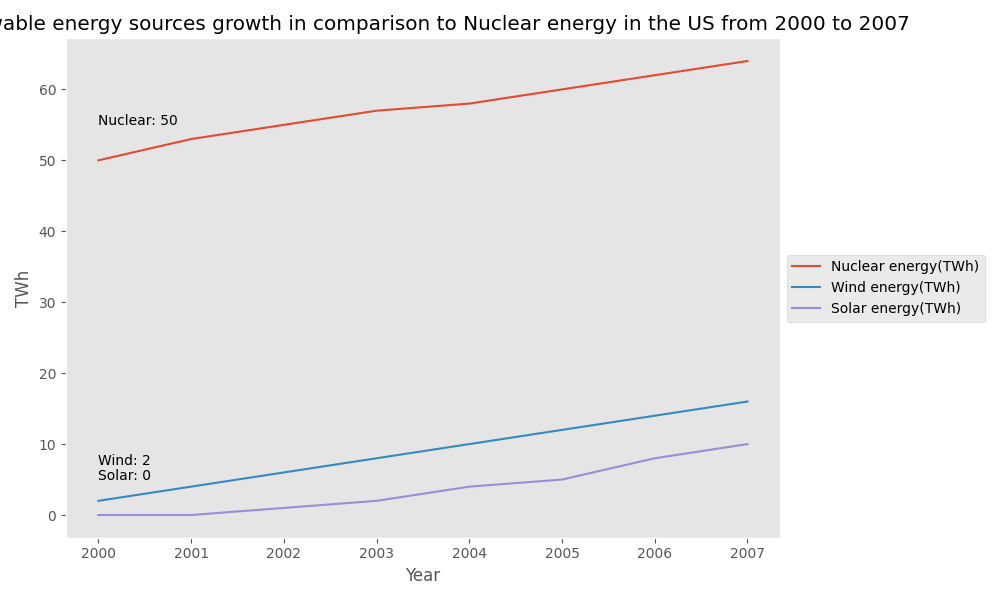 able energy sources growth in comparison to Nuclear energy in the US from 2000 to 2007
TWh
60
50
40
30
20
10
0
Nuclear: 50
Wind: 2
Solar: 0
Nuclear energy(TWh)
Wind energy(TWh)
Solar energy(TWh)
2000 2001 2002 2003 2004 2005 2006 2007
Year